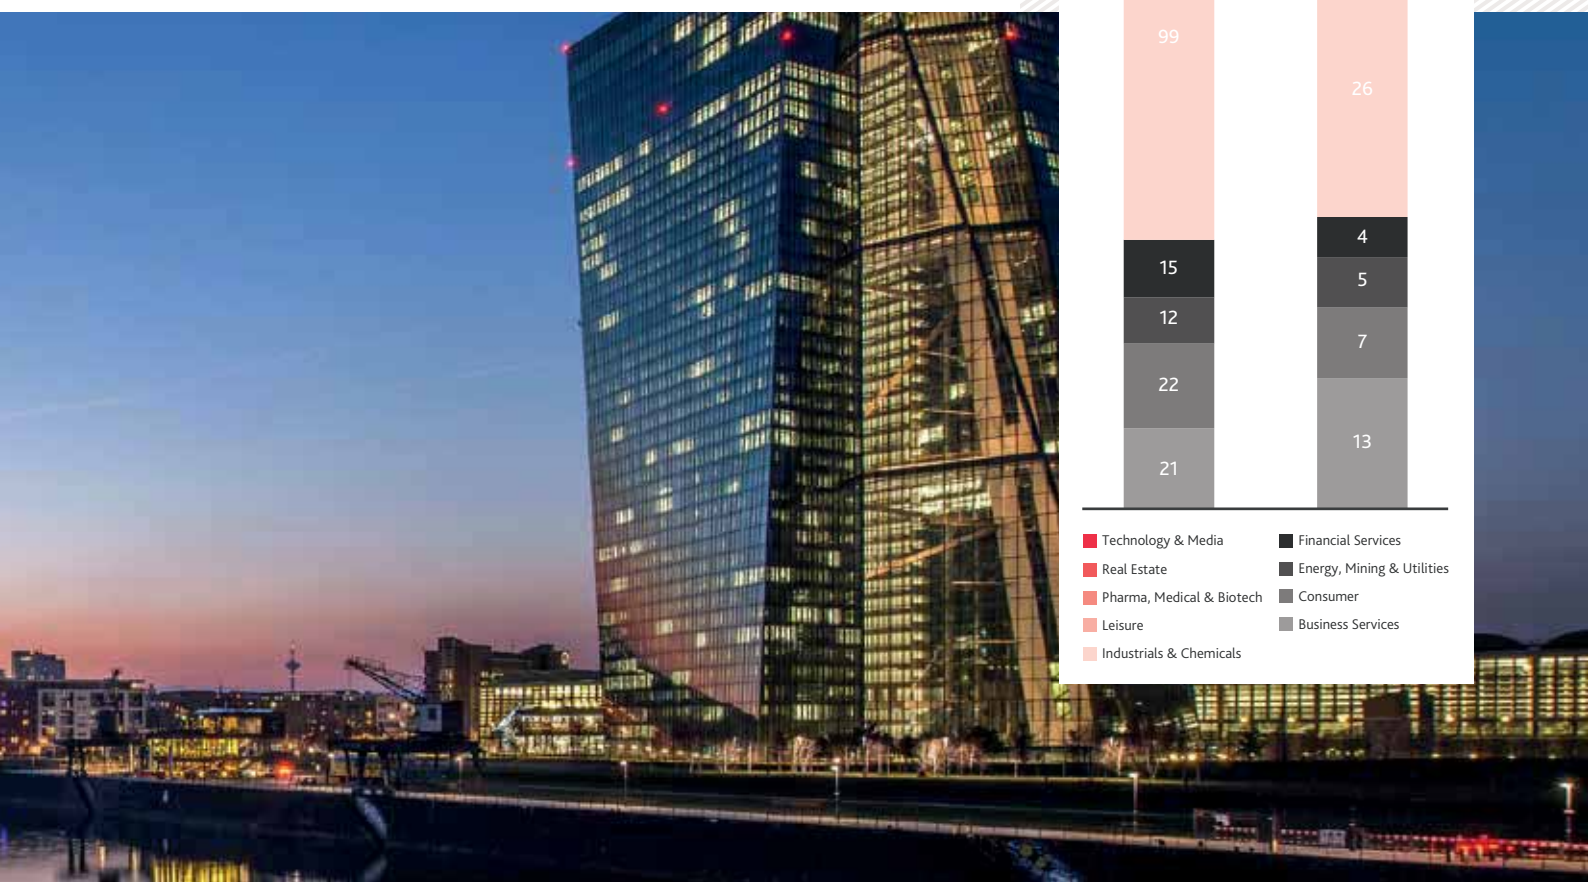 99
26
15
4
12
5
22
7
21
13
Technology & Media
Real Estate
Pharma, Medical & Biotech
Leisure
Industrials & Chemicals
Financial Services
Energy, Mining & Utilities
Consumer
Business Services